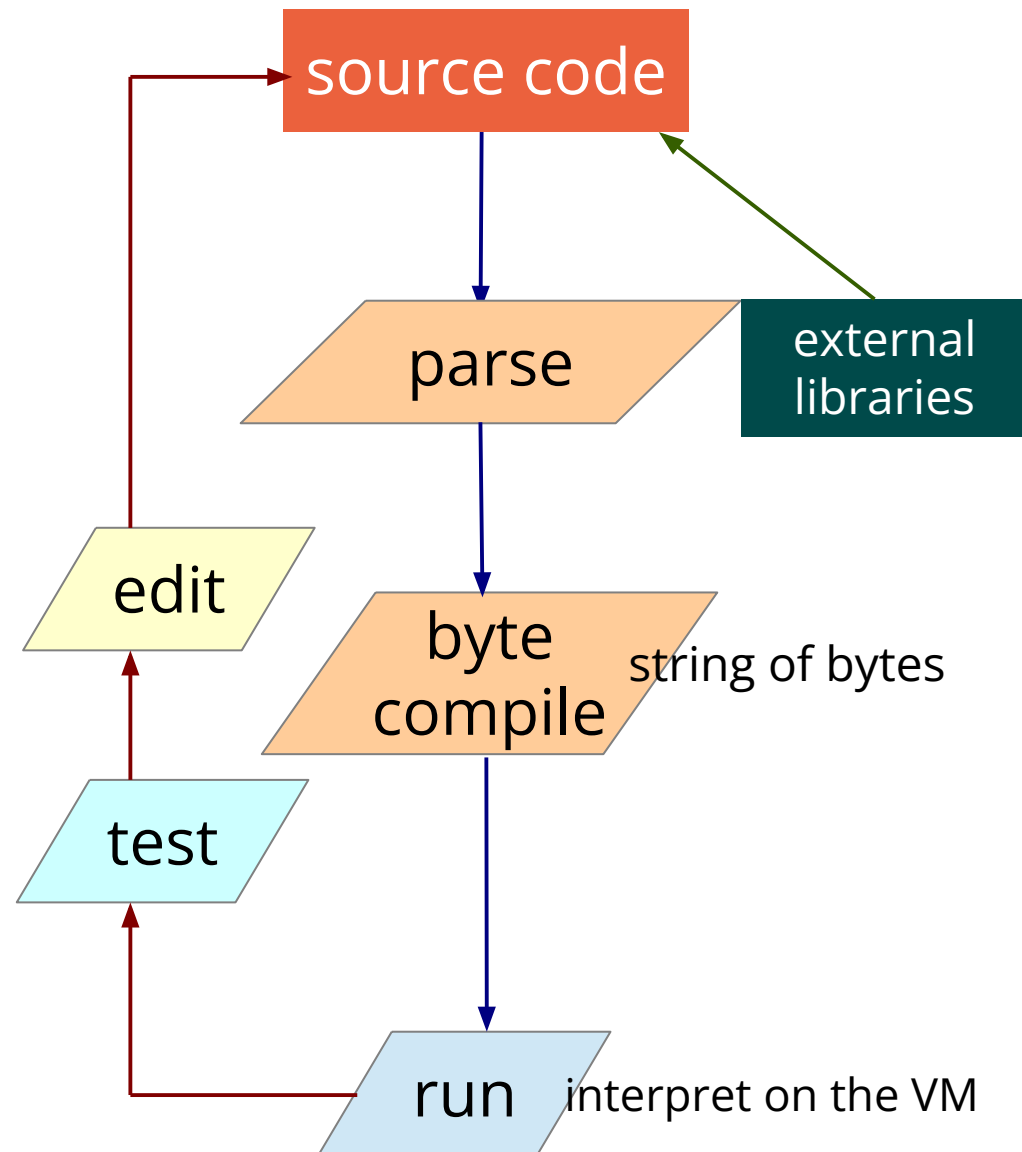 source code
parse
external
libraries
edit
byte
compile
string of bytes
test
run
interpret on the VM